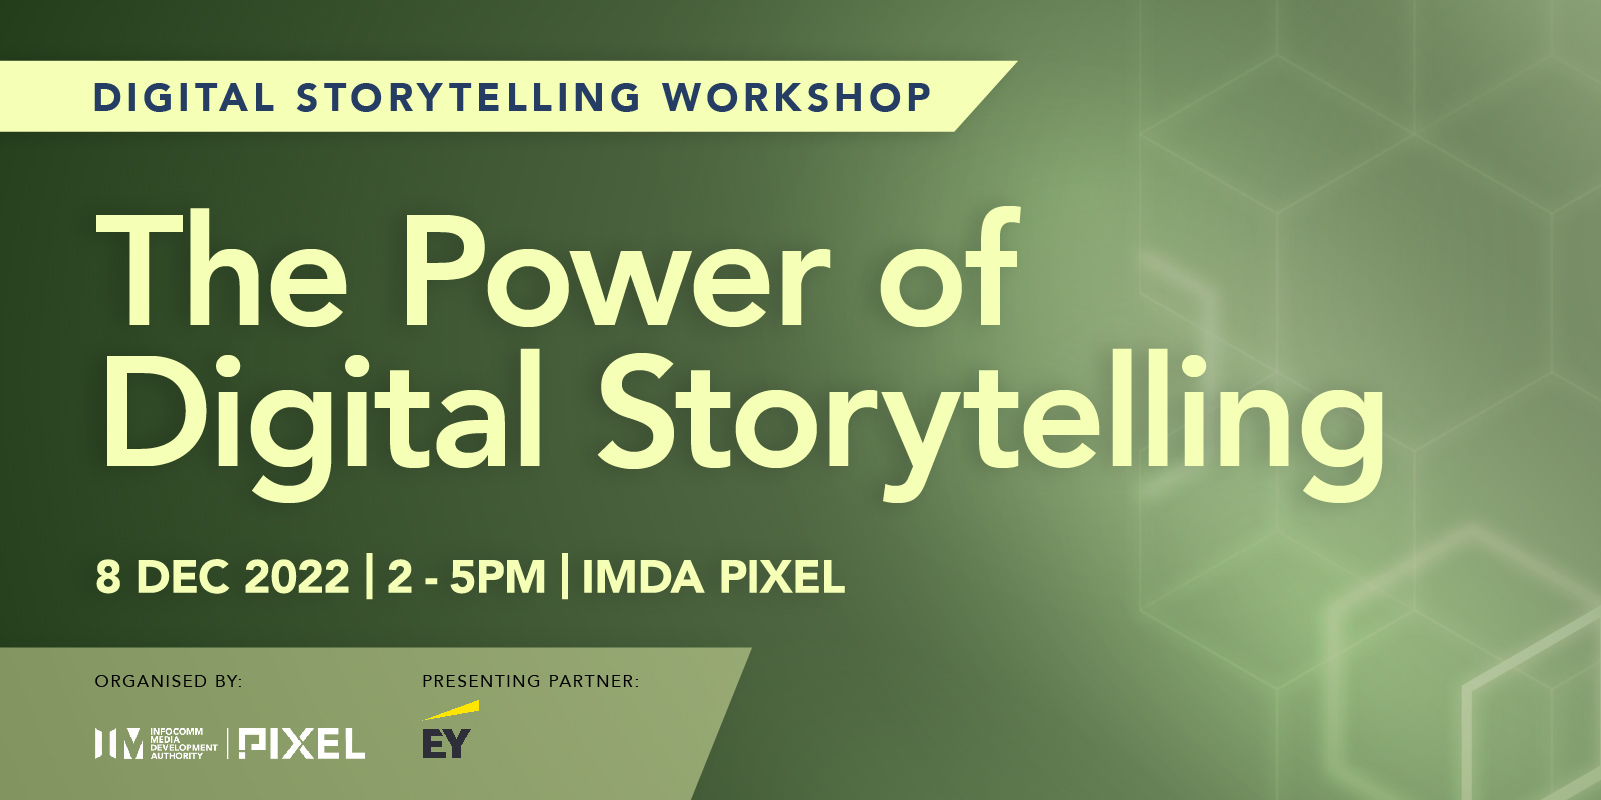 DIGITAL STORYTELLING WORKSHOP
The Power of
Digital Storytelling
8 DEC 2022 | 2 - 5PM | IMDA PIXEL
ORGANISED BY:
PRESENTING PARTNER:
INFOCOMM
MEDIA
DEVELOPMENT
AUTHORITY
PIXEL
EY